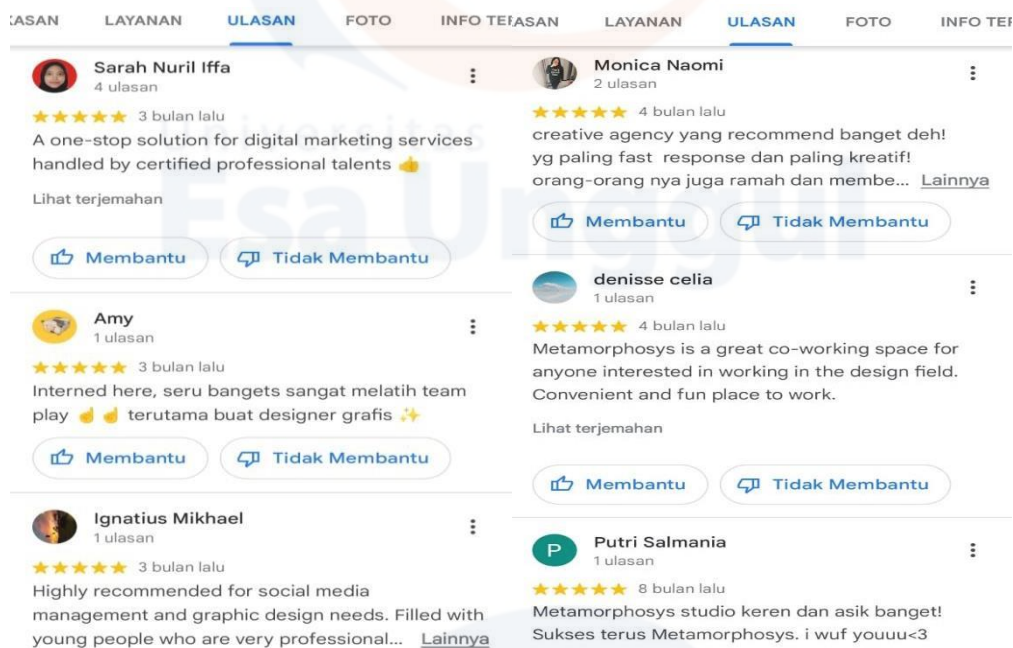 LAYANAN
ULASAN
FOTO
INFO
Sarah Nuril Iffa
4 ulasan
3 bulan lalu
A one-stop solution for digital marketing services
handled by certified professional talents 👍
Lihat terjemahan
Membantu
Tidak Membantu
Amy
1 ulasan
3 bulan lalu
Interned here, seru bangets sangat melatih team
play ☝️ ☝️ terutama buat designer grafis ✨
Membantu
Tidak Membantu
Ignatius Mikhael
1 ulasan
3 bulan lalu
Highly recommended for social media
management and graphic design needs. Filled with
young people who are very professional... Lainnya
LAYANAN
ULASAN
FOTO
INFO
Monica Naomi
2 ulasan
4 bulan lalu
creative agency yang recommend banget deh!
yg paling fast response dan paling kreatif!
orang-orang nya juga ramah dan membe... Lainnya
Membantu
Tidak Membantu
denisse celia
1 ulasan
4 bulan lalu
Metamorphosys is a great co-working space for
anyone interested in working in the design field.
Convenient and fun place to work.
Lihat terjemahan
Membantu
Tidak Membantu
P
Putri Salmania
1 ulasan
8 bulan lalu
Metamorphosys studio keren dan asik banget!
Sukses terus Metamorphosys. i wuf youuu<3
Universitas
Esa Unggul